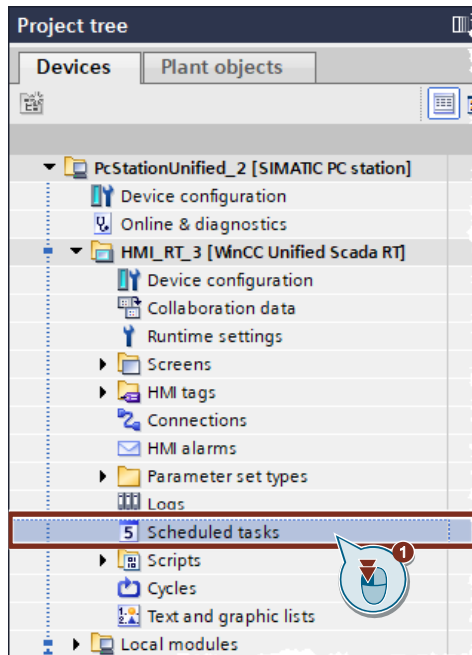 Project tree
Devices
Plant objects
PcStationUnified_2 [SIMATIC PC station]
Device configuration
Online & diagnostics
HMI_RT_3 [WinCC Unified Scada RT]
Device configuration
Collaboration data
Runtime settings
Screens
HMI tags
Connections
HMI alarms
Parameter set types
Logs
5 Scheduled tasks
1
Scripts
Cycles
Text and graphic lists
Local modules